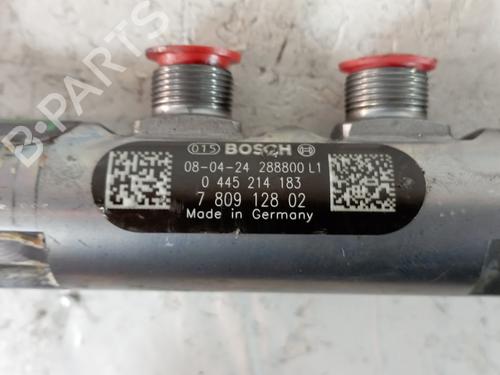 B-PARTS
015 BOSCH
08-04-24 288800 L1
0 445 214 183
7 809 128 02
Made in Germany